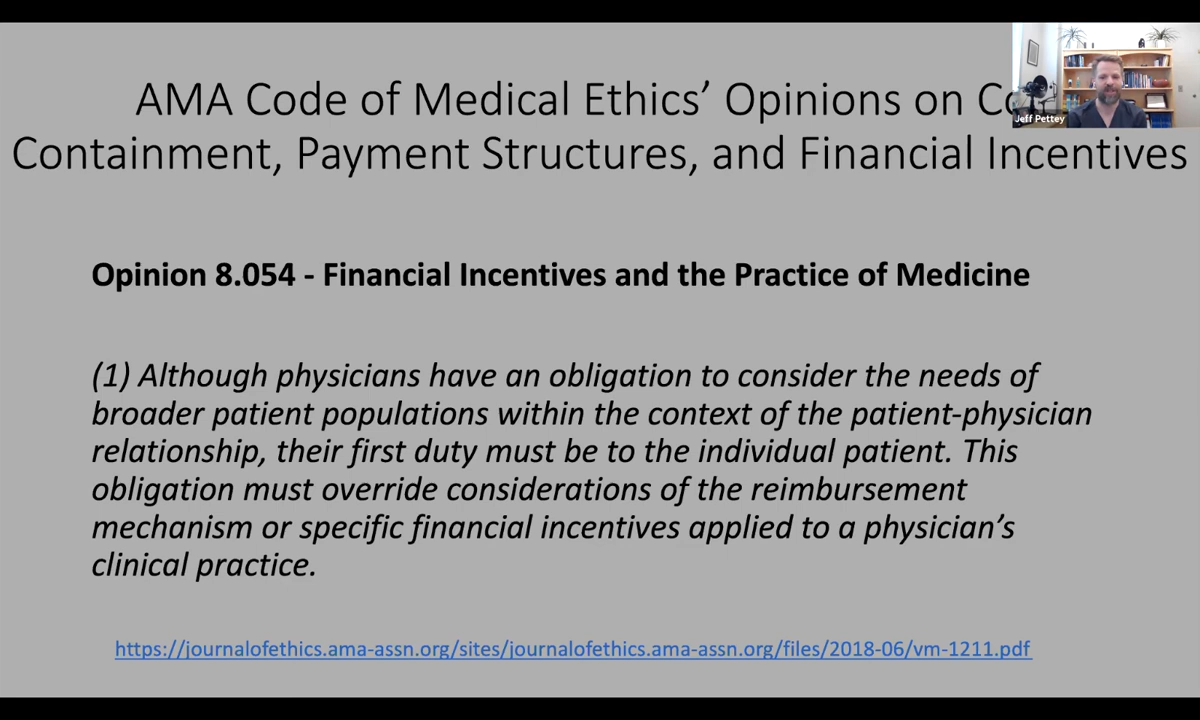 AMA Code of Medical Ethics' Opinions on
Containment, Payment Structures, and Financial Incentives
Jeff Pettey
Opinion 8.054 - Financial Incentives and the Practice of Medicine
(1) Although physicians have an obligation to consider the needs of
broader patient populations within the context of the patient-physician
relationship, their first duty must be to the individual patient. This
obligation must override considerations of the reimbursement
mechanism or specific financial incentives applied to a physician's
clinical practice.
https://journalofethics.ama-assn.org/sites/journalofethics.ama-assn.org/files/2018-06/vm-1211.pdf